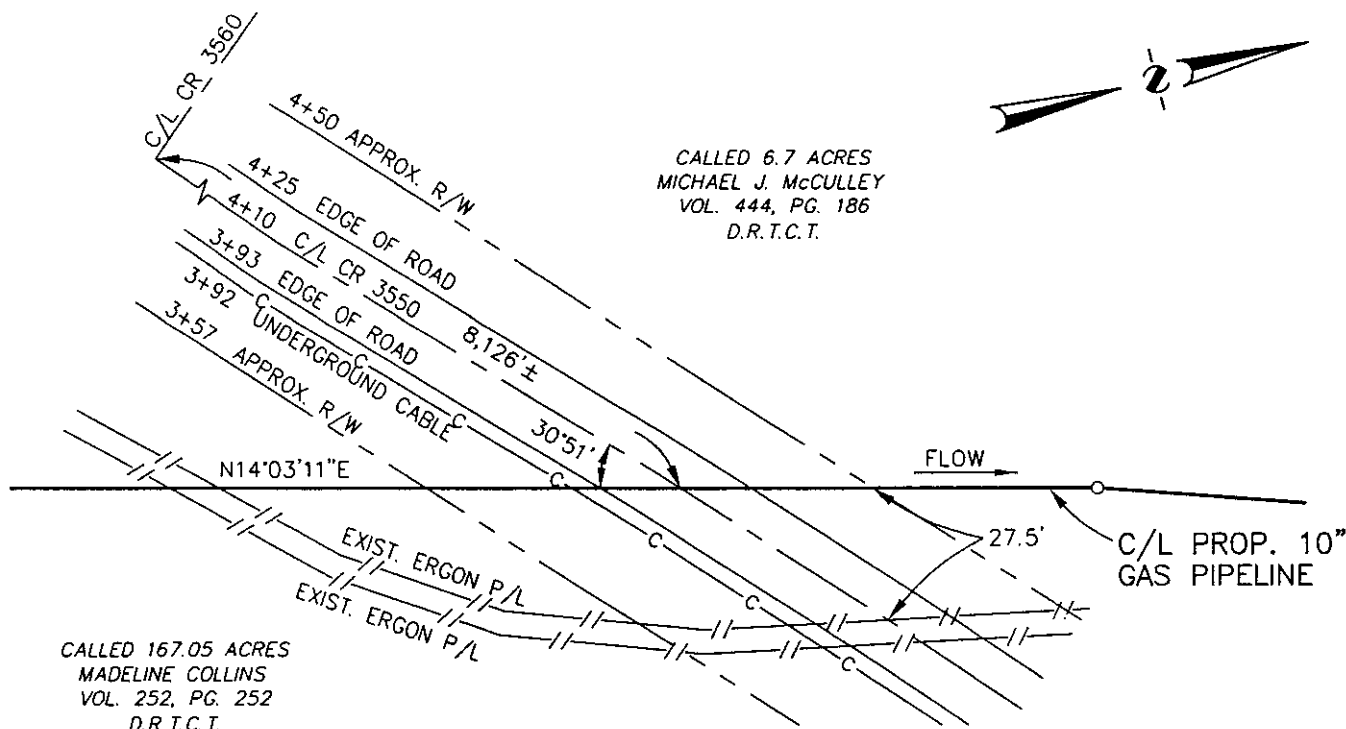 C/L CR 3560
4+50 APPROX. R/W
N
CALLED 6.7 ACRES
MICHAEL J. McCULLEY
VOL. 444, PG. 186
D.R.T.C.T.
4+25 EDGE OF ROAD
4+10 C/L CR 3550 8,126'±
3+93 EDGE OF ROAD
3+92 UNDERGROUND CABLE
3+57 APPROX. R/W
C
C
C
C
C
C
C
30°51'
N14°03'11"E
FLOW
27.5'
C/L PROP. 10"
GAS PIPELINE
EXIST. ERGON P/L
EXIST. ERGON P/L
CALLED 167.05 ACRES
MADELINE COLLINS
VOL. 252, PG. 252
D.R.T.C.T.